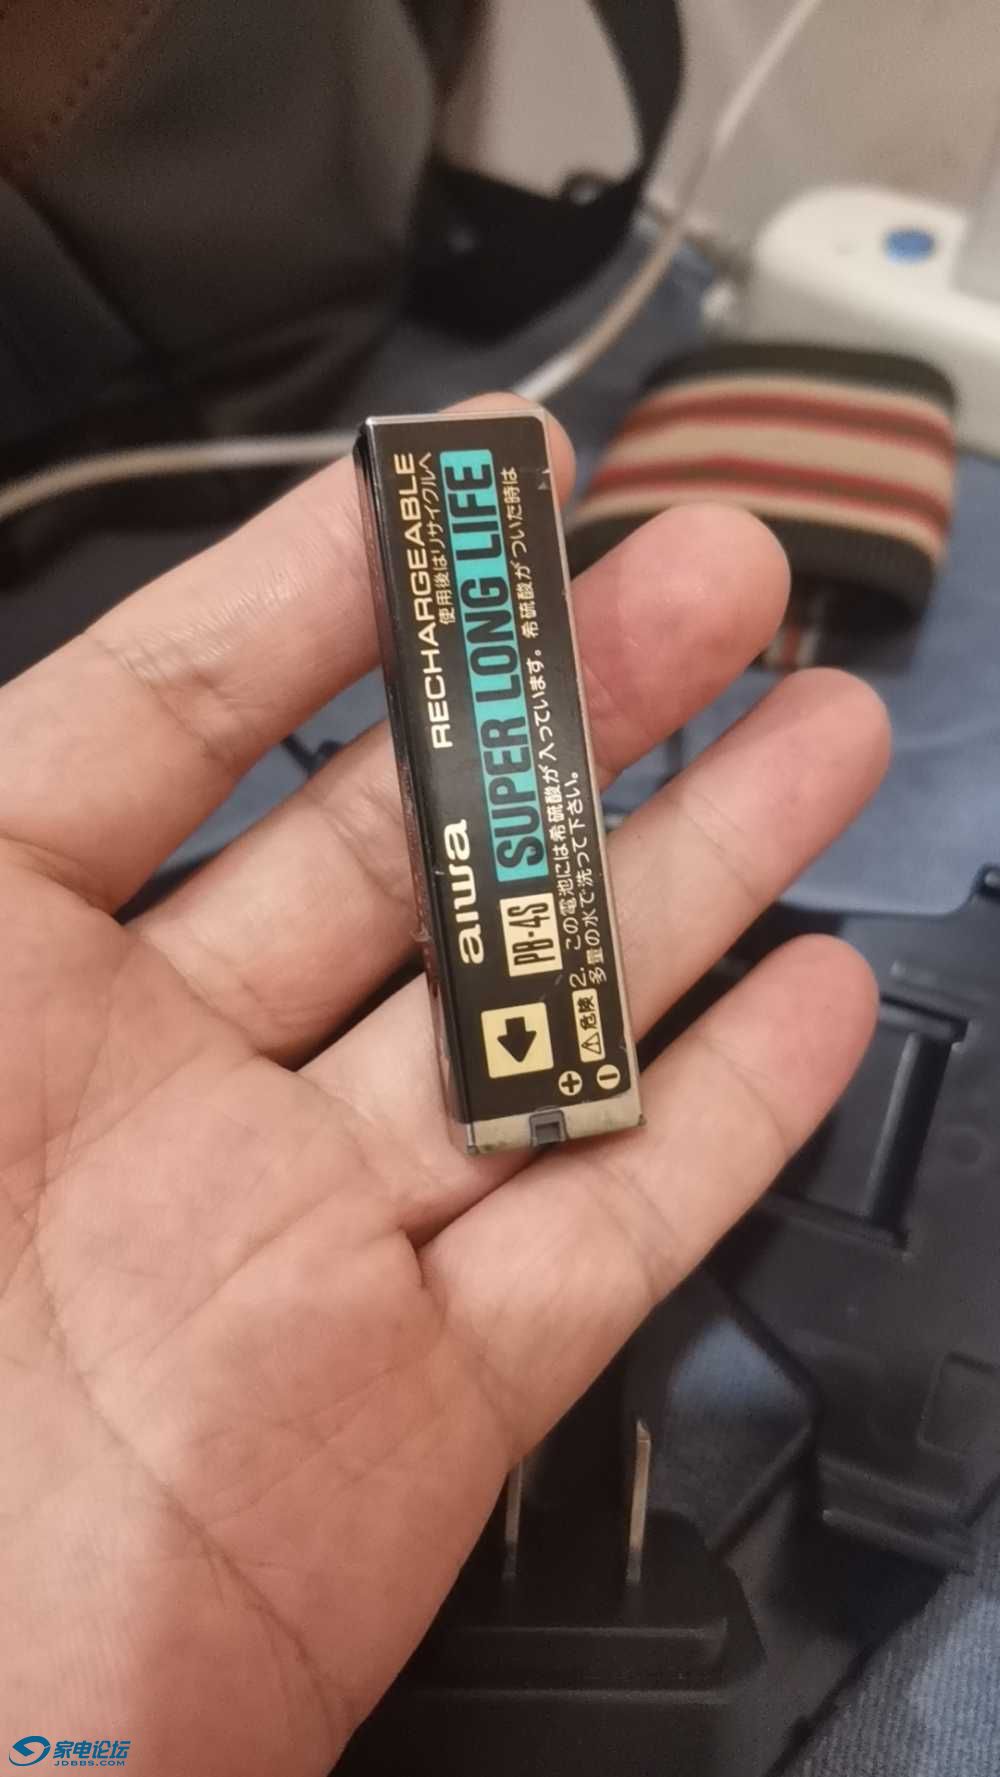 aiwa RECHARGEABLE
使用後はリサイクルへ
PB-4S SUPER LONG LIFE
⚠危険 2. この電池には希硫酸が入っています。希硫酸がついた時は
多量の水で洗って下さい。
+
−
家电论坛
JDBBS.COM